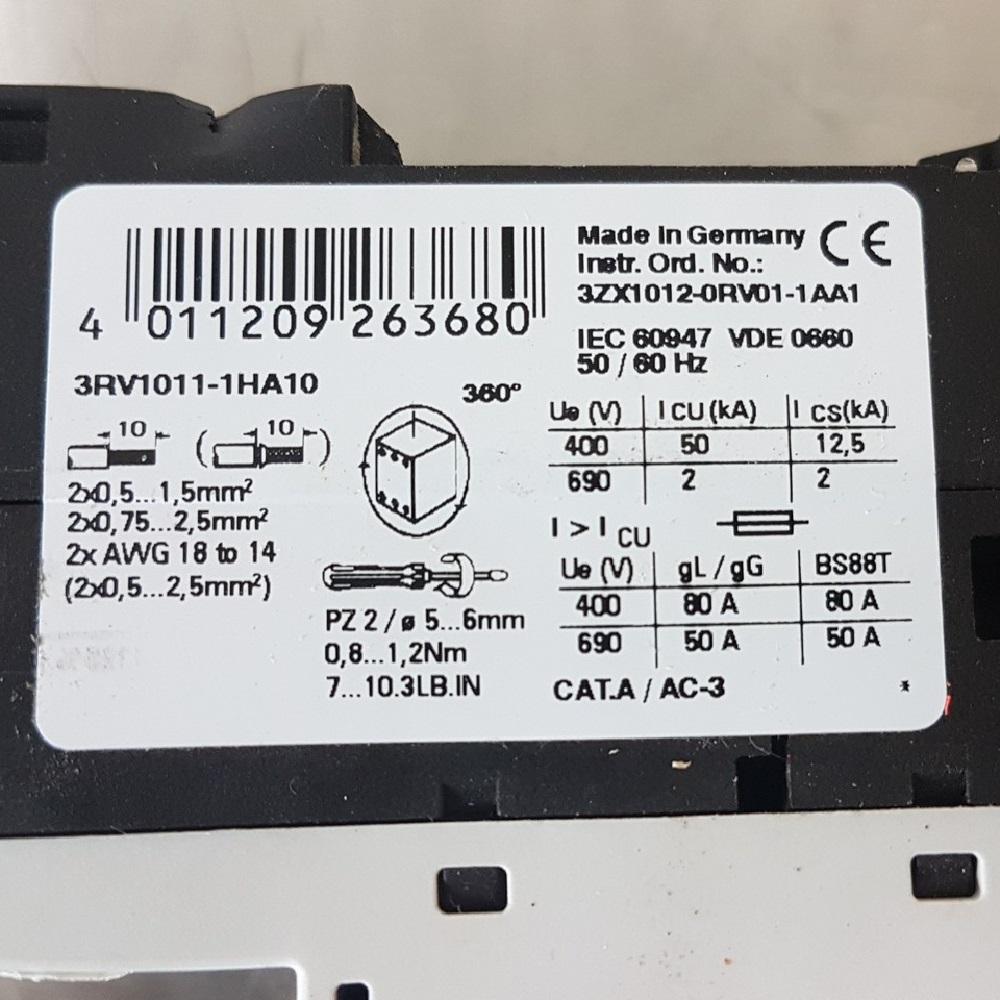 4 011209 263680
3RV1011-1HA10
10 ( 10 )
2x0,5...1,5mm²
2x0,75...2,5mm²
2x AWG 18 to 14
(2x0,5...2,5mm²)
360°
PZ 2 / ø 5...6mm
0,8...1,2Nm
7...10.3LB.IN
Made in Germany CE
Instr. Ord. No.:
3ZX1012-0RV01-1AA1
IEC 60947 VDE 0660
50 / 60 Hz
Ue (V) ICU (kA) ICS(kA)
400 50 12,5
690 2 2
I > ICU
Ue (V) gL / gG BS88T
400 80 A 80 A
690 50 A 50 A
CAT.A / AC-3 *